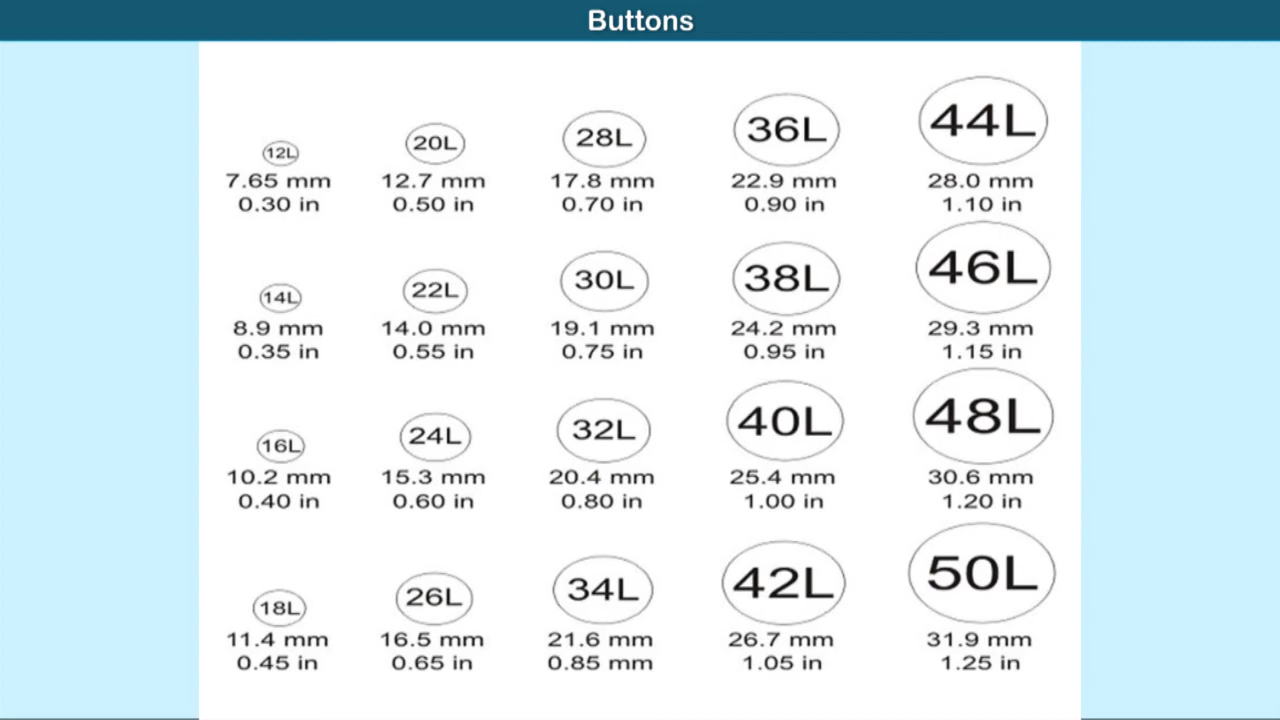 Buttons
12L 20L 28L 36L 44L
7.65 mm 12.7 mm 17.8 mm 22.9 mm 28.0 mm
0.30 in 0.50 in 0.70 in 0.90 in 1.10 in
14L 22L 30L 38L 46L
8.9 mm 14.0 mm 19.1 mm 24.2 mm 29.3 mm
0.35 in 0.55 in 0.75 in 0.95 in 1.15 in
16L 24L 32L 40L 48L
10.2 mm 15.3 mm 20.4 mm 25.4 mm 30.6 mm
0.40 in 0.60 in 0.80 in 1.00 in 1.20 in
18L 26L 34L 42L 50L
11.4 mm 16.5 mm 21.6 mm 26.7 mm 31.9 mm
0.45 in 0.65 in 0.85 mm 1.05 in 1.25 in